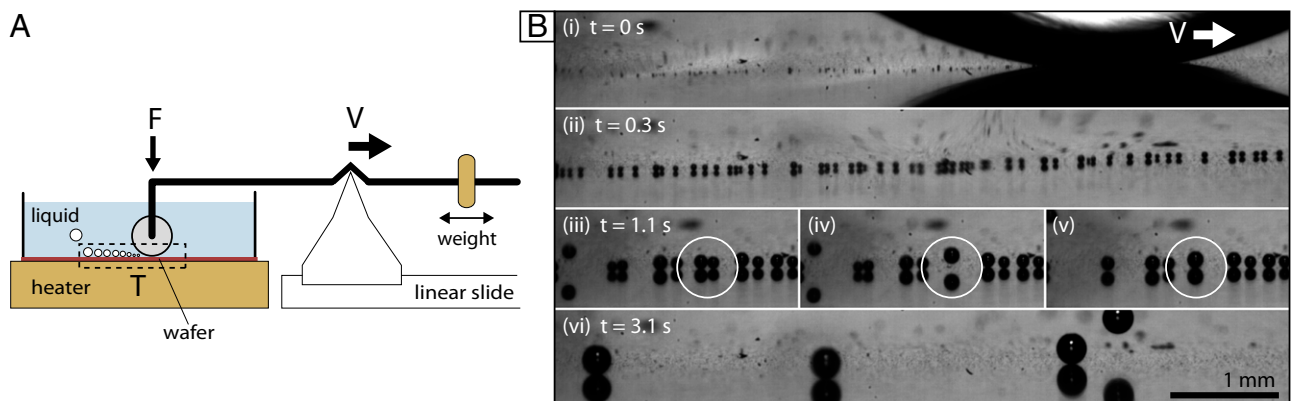 A
F
V
liquid
weight
heater
T
linear slide
wafer
B
(i) t = 0 s
V
(ii) t = 0.3 s
(iii) t = 1.1 s
(iv)
(v)
(vi) t = 3.1 s
1 mm